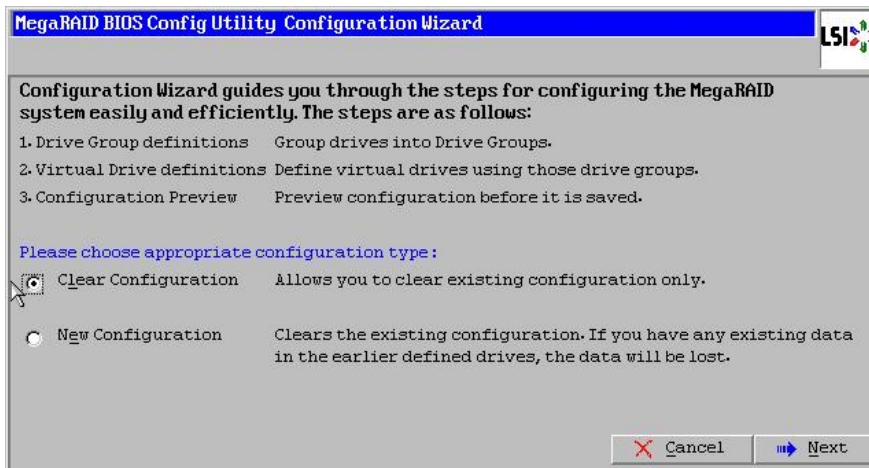 MegaRAID BIOS Config Utility Configuration Wizard
LSI
Configuration Wizard guides you through the steps for configuring the MegaRAID
system easily and efficiently. The steps are as follows:
1. Drive Group definitions Group drives into Drive Groups.
2. Virtual Drive definitions Define virtual drives using those drive groups.
3. Configuration Preview Preview configuration before it is saved.
Please choose appropriate configuration type:
Clear Configuration Allows you to clear existing configuration only.
New Configuration Clears the existing configuration. If you have any existing data
in the earlier defined drives, the data will be lost.
Cancel Next